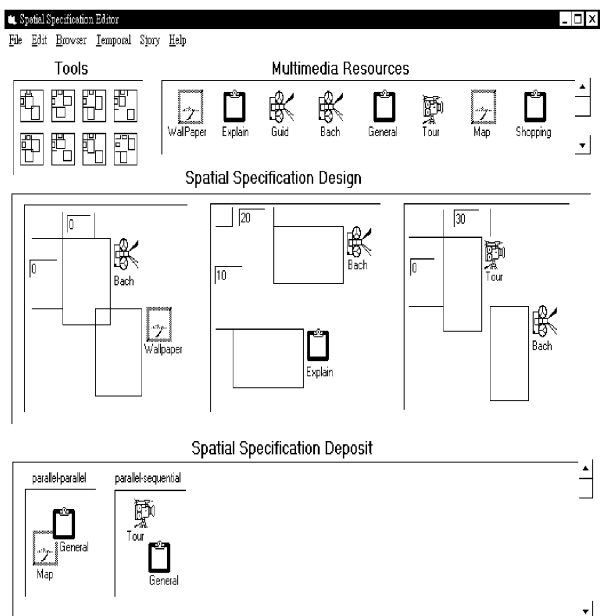 Spatial Specification Editor
File Edit Browser Temporal Story Help
Tools
Multimedia Resources
WallPaper Explain Guid Bach General Tour Map Shopping
Spatial Specification Design
0
0
Bach
Wallpaper
20
10
Bach
Explain
30
0
Tour
Bach
Spatial Specification Deposit
parallel-parallel
General
Map
parallel-sequential
Tour
General